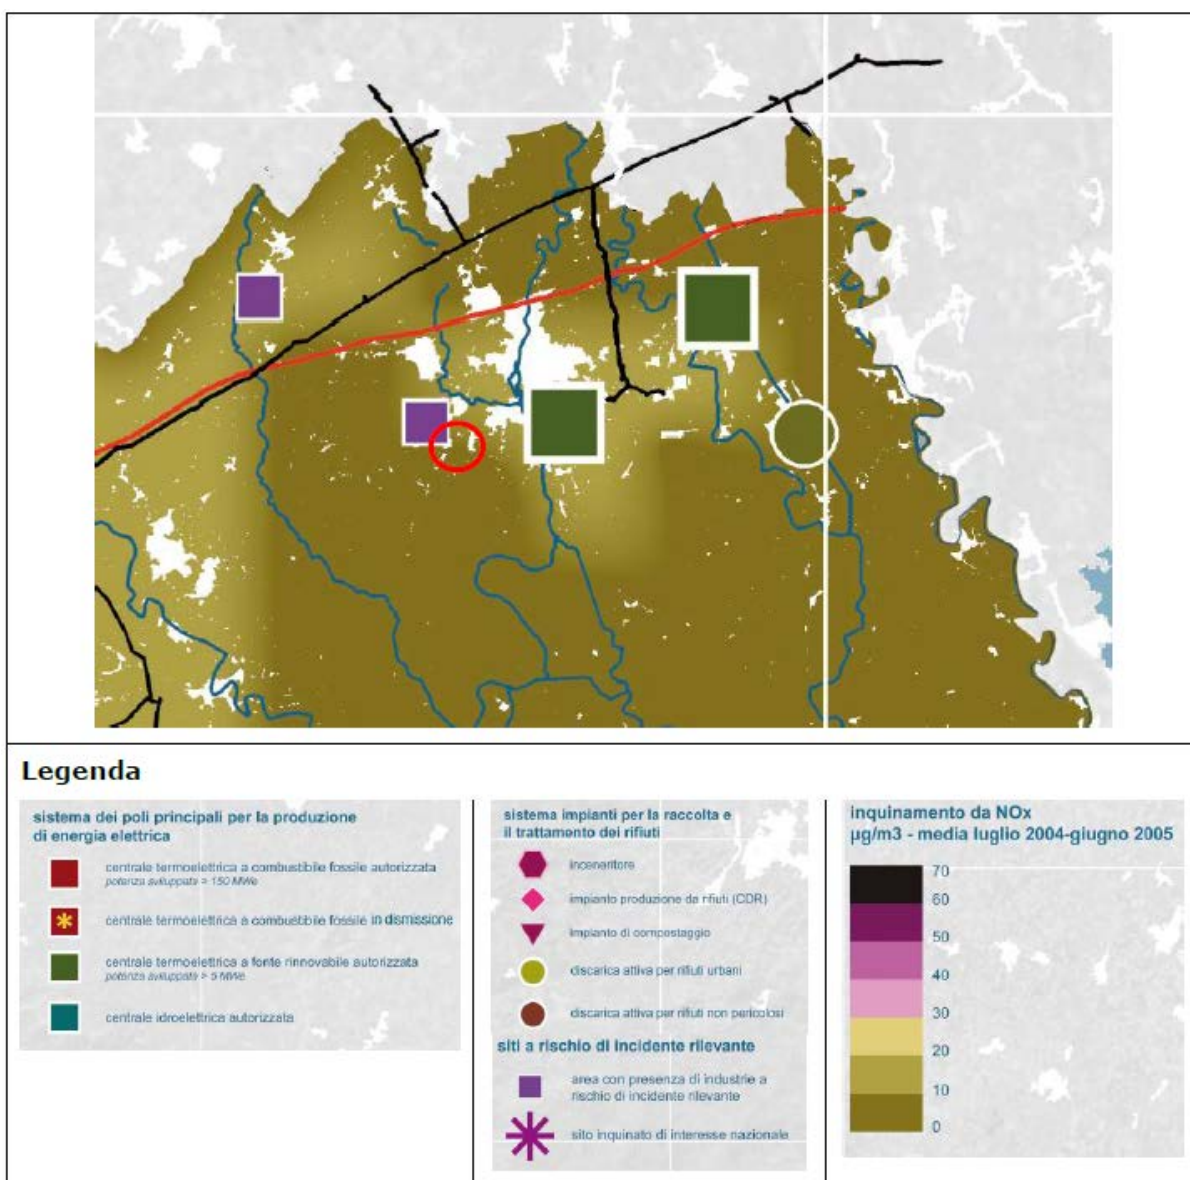 Legenda
sistema dei poli principali per la produzione
di energia elettrica
centrale termoelettrica a combustibile fossile autorizzata
potenza sviluppata > 150 MWe
centrale termoelettrica a combustibile fossile in dismissione
centrale termoelettrica a fonte rinnovabile autorizzata
potenza sviluppata > 5 MWe
centrale idroelettrica autorizzata
sistema impianti per la raccolta e
il trattamento dei rifiuti
inceneritore
impianto produzione da rifiuti (CDR)
impianto di compostaggio
discarica attiva per rifiuti urbani
discarica attiva per rifiuti non pericolosi
siti a rischio di incidente rilevante
area con presenza di industrie a
rischio di incidente rilevante
sito inquinato di interesse nazionale
inquinamento da NOx
µg/m3 - media luglio 2004-giugno 2005
70
60
50
40
30
20
10
0